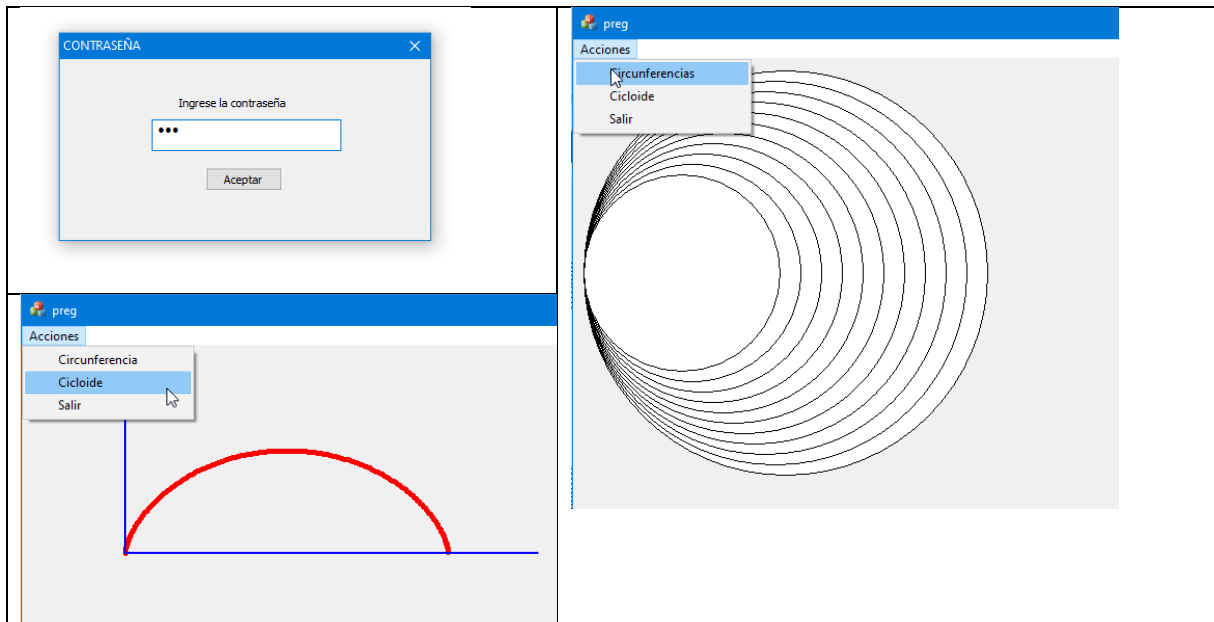 CONTRASEÑA
Ingrese la contraseña
Aceptar
preg
Acciones
Circunferencias
Cicloide
Salir
preg
Acciones
Circunferencia
Cicloide
Salir